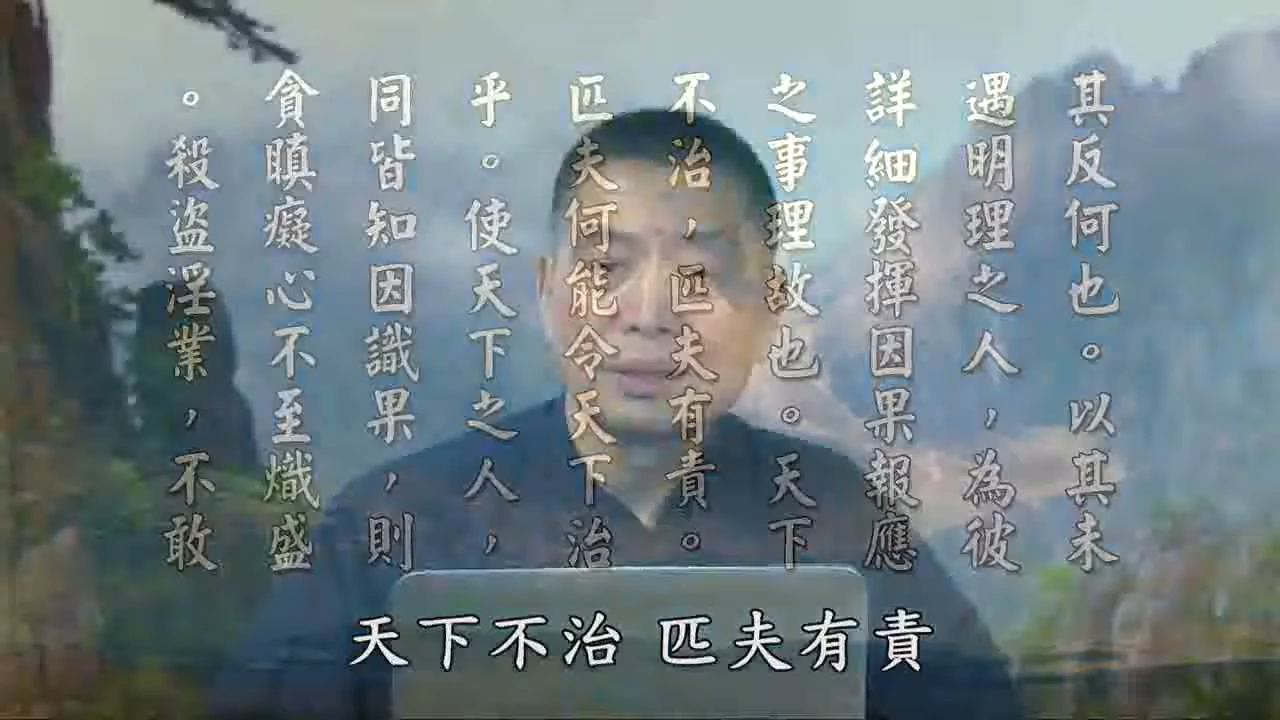 其反何也。以其未
遇明理之人，為彼
詳細發揮因果報應
之事理故也。天下
不治，匹夫有責。
匹夫何能令天下治
乎。使天下之人，
同皆知因識果，則
貪瞋癡心不至熾盛
。殺盜淫業，不敢
天下不治 匹夫有責